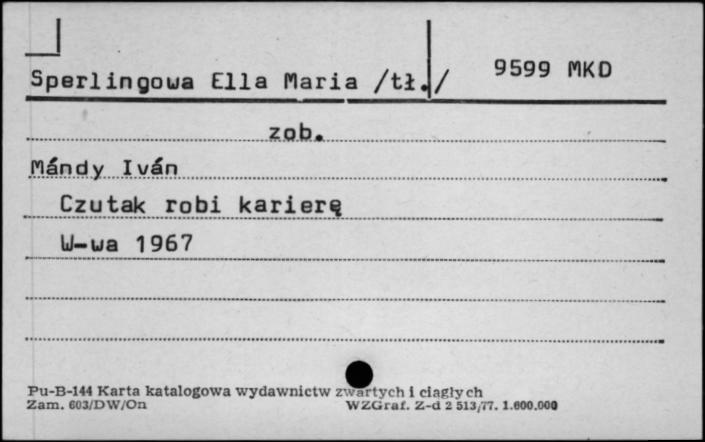 Sperlingowa Ella Maria /tł./ 9599 MKD
zob.
Mándy Iván
Czutak robi karierę
W-wa 1967
Pu-B-144 Karta katalogowa wydawnictw zwartych i ciągłych
Zam. 603/DW/On WZGraf. Z-d 2 513/77. 1.600.000